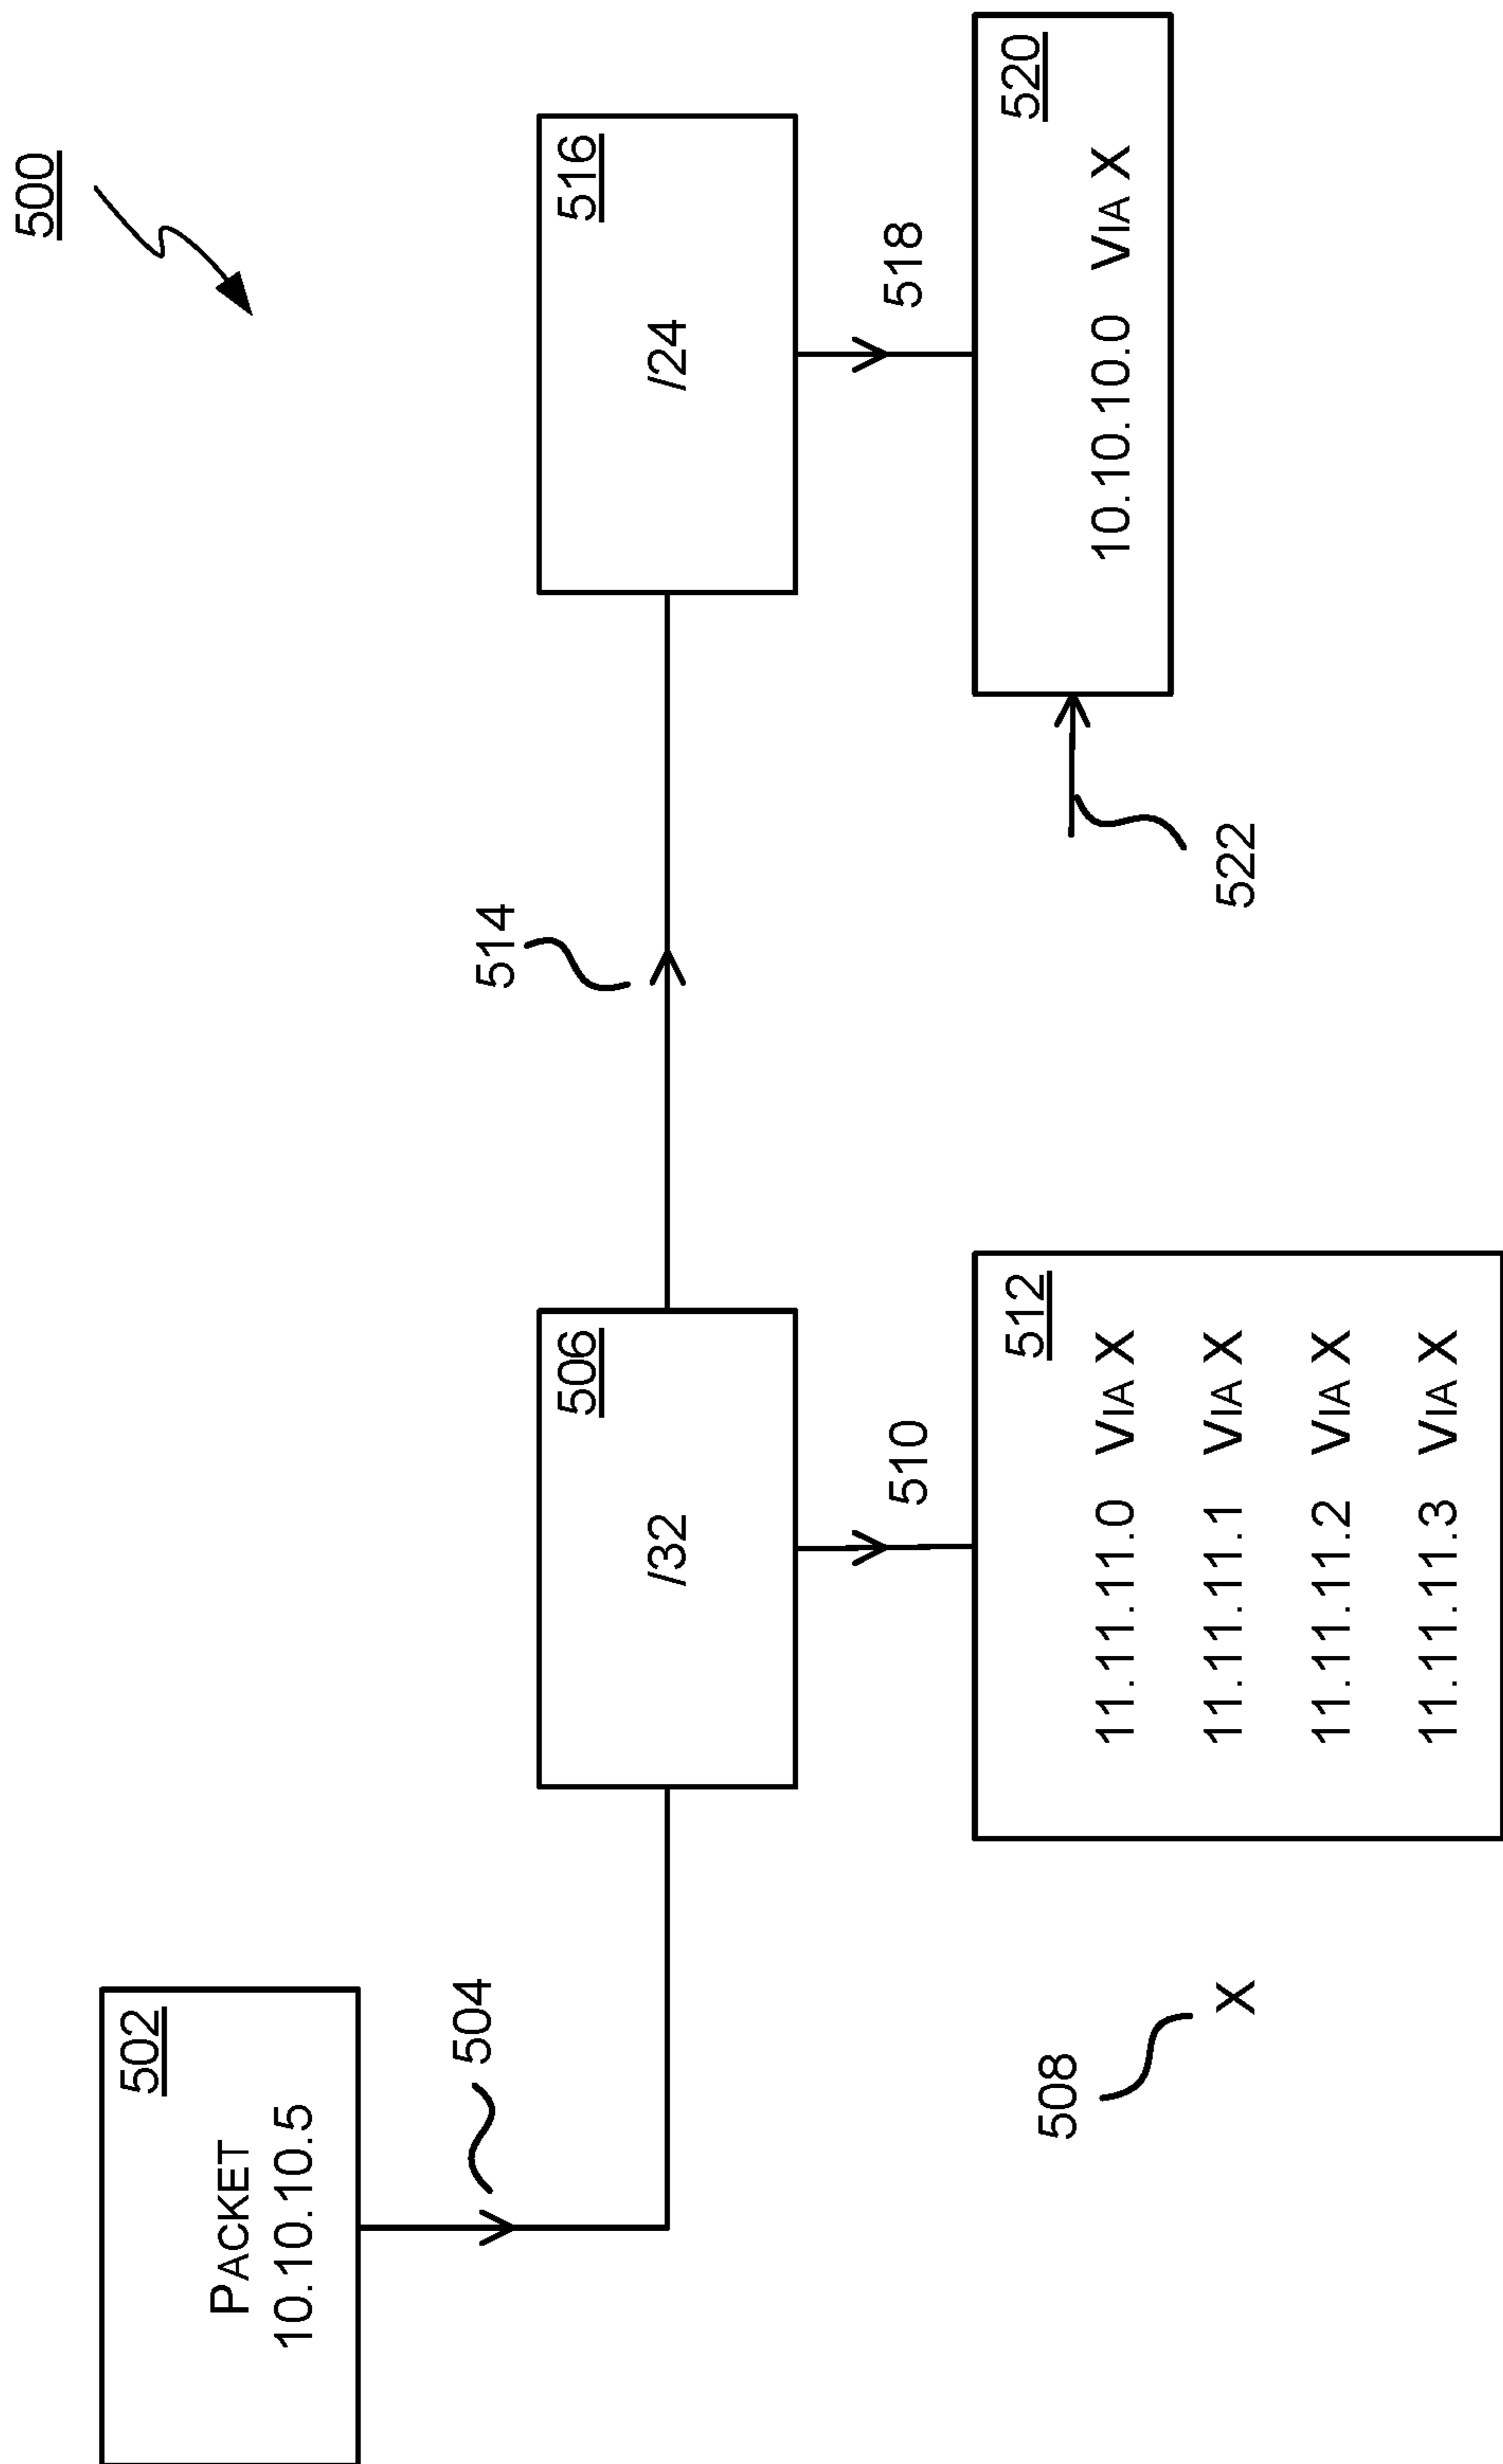 500
502
PACKET
10.10.10.5
504
506
/32
514
516
/24
510
518
512
11.11.11.0 VIA X
11.11.11.1 VIA X
11.11.11.2 VIA X
11.11.11.3 VIA X
520
10.10.10.0 VIA X
508
X
522